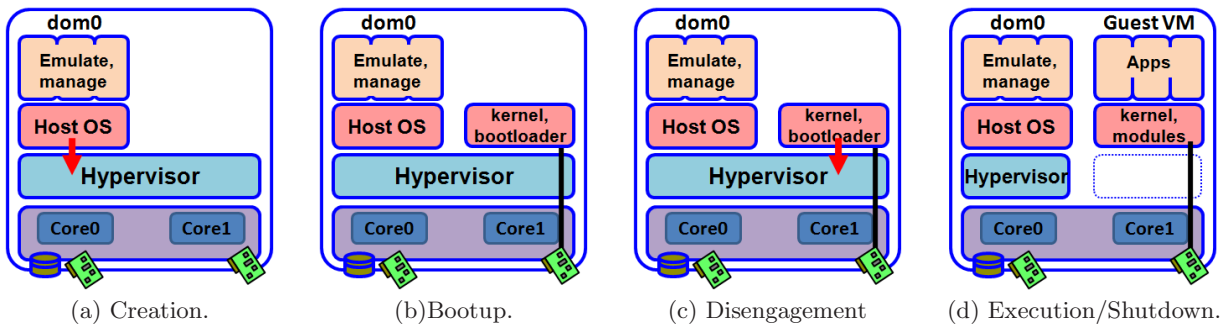 dom0
Emulate,
manage
Host OS
Hypervisor
Core0
Core1
(a) Creation.
dom0
Emulate,
manage
Host OS
kernel,
bootloader
Hypervisor
Core0
Core1
(b)Bootup.
dom0
Emulate,
manage
Host OS
kernel,
bootloader
Hypervisor
Core0
Core1
(c) Disengagement
dom0
Guest VM
Emulate,
manage
Apps
Host OS
kernel,
modules
Hypervisor
Core0
Core1
(d) Execution/Shutdown.